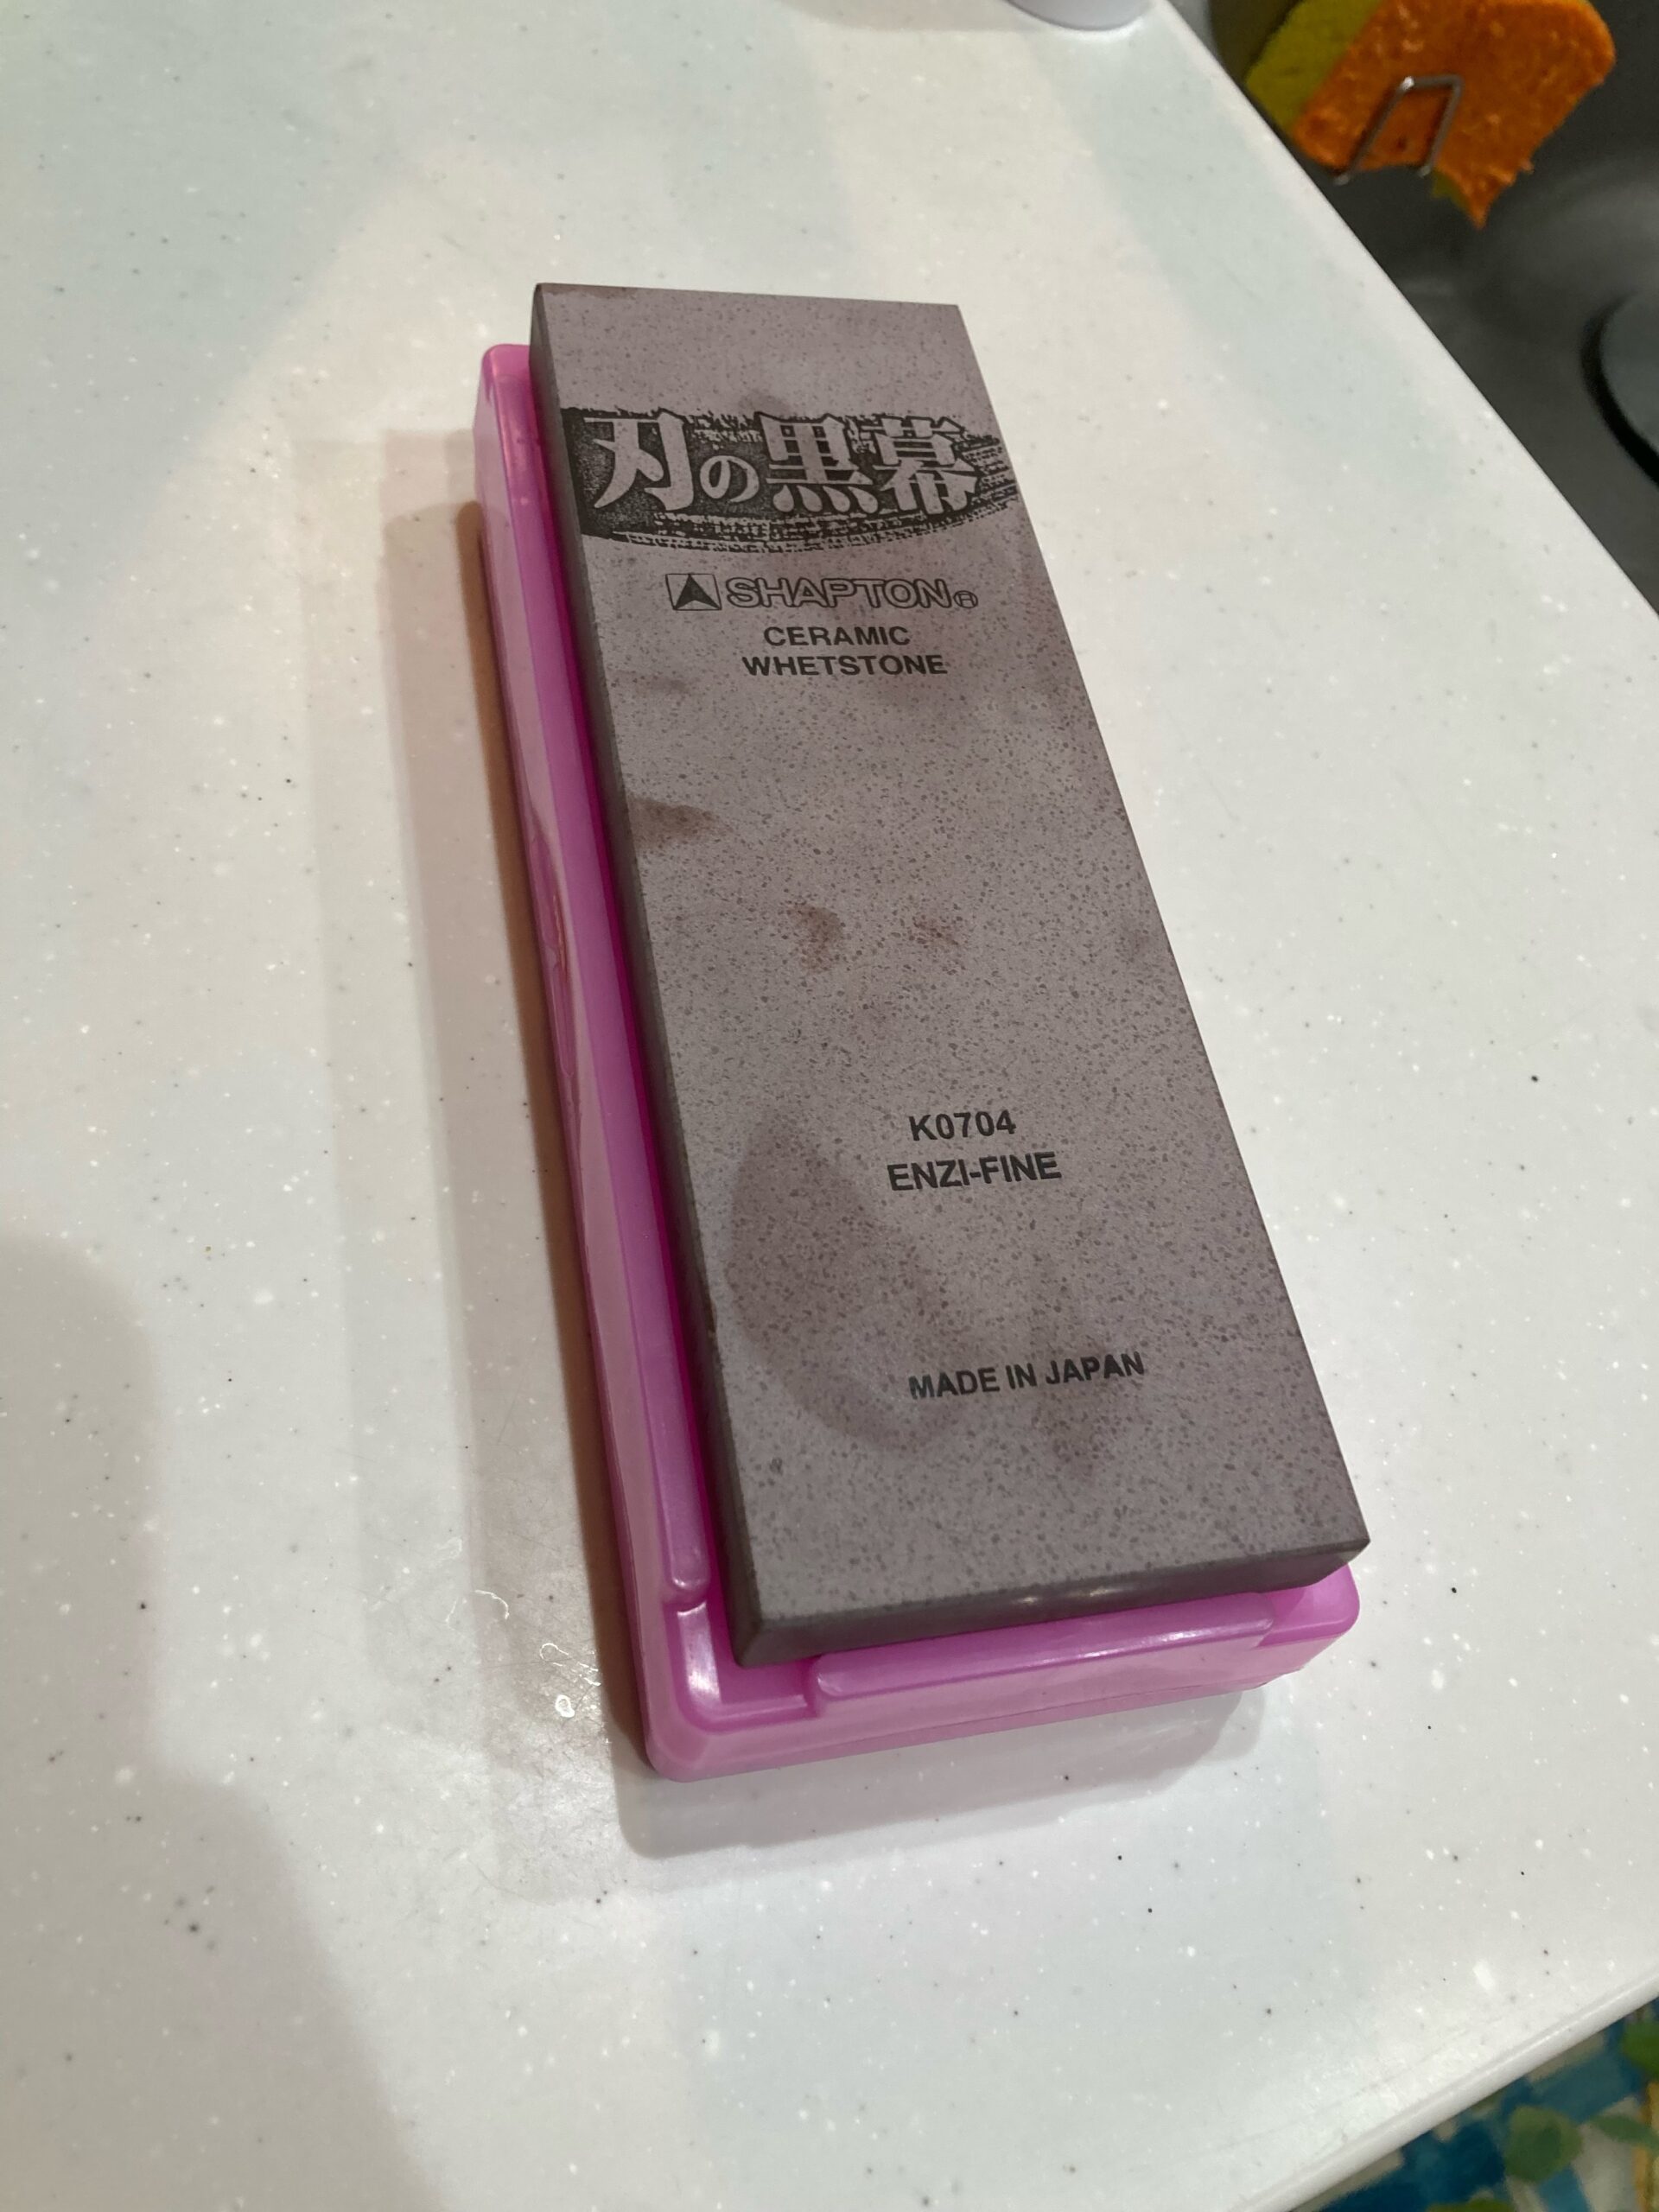 刃の黒幕
SHAPTON®
CERAMIC
WHETSTONE
K0704
ENZI-FINE
MADE IN JAPAN